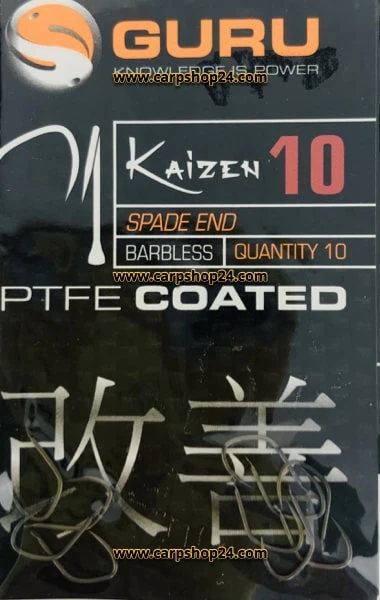 GURU
www.carpshop24.com
KNOWLEDGE IS POWER
KAiZEN 10
SPADE END
BARBLESS QUANTITY 10
www.carpshop24.com
PTFE COATED
改善
www.carpshop24.com